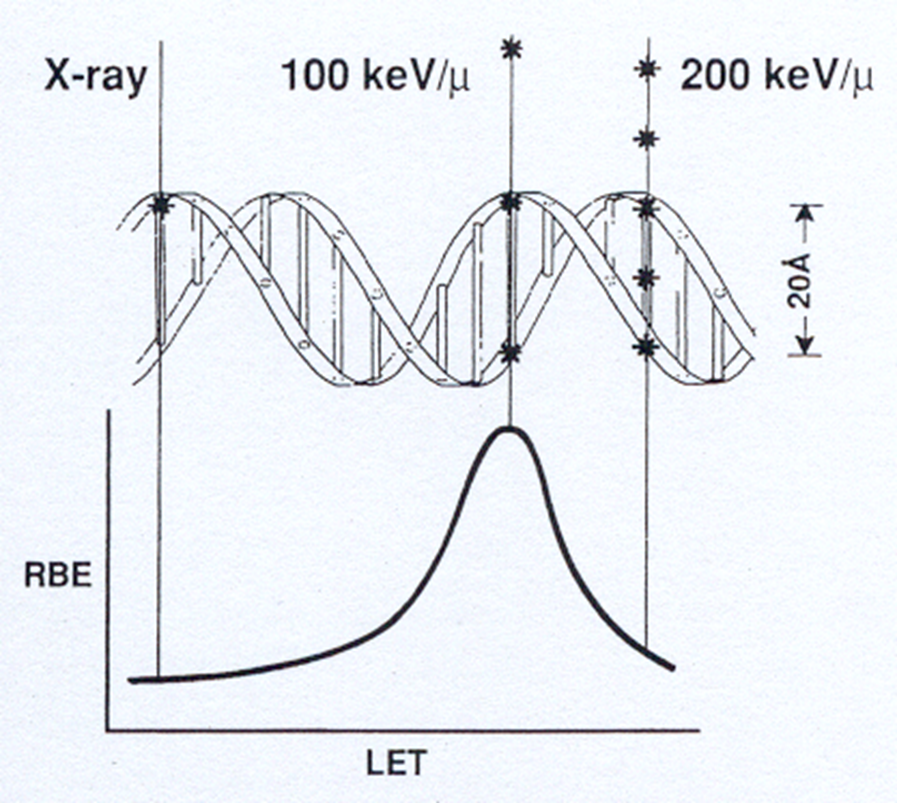 X-ray
100 keV/μ
200 keV/μ
20Å
RBE
LET